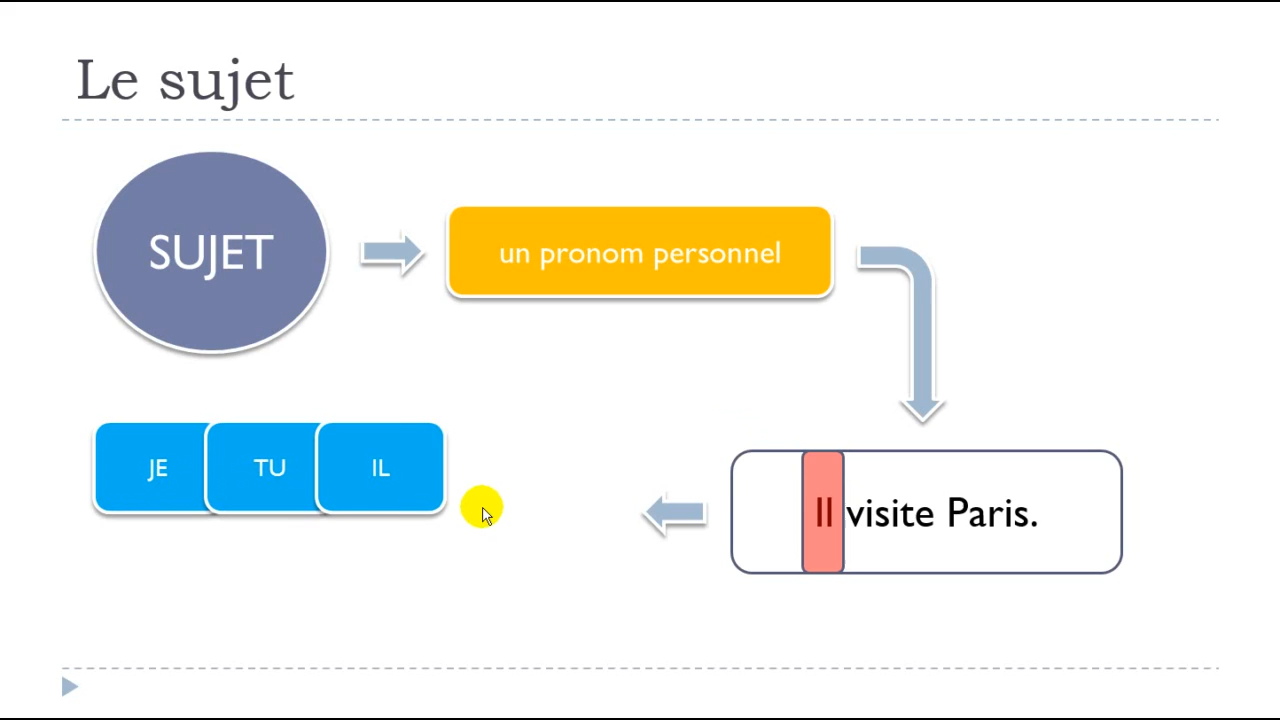 Le sujet
SUJET
un pronom personnel
JE
TU
IL
Il visite Paris.